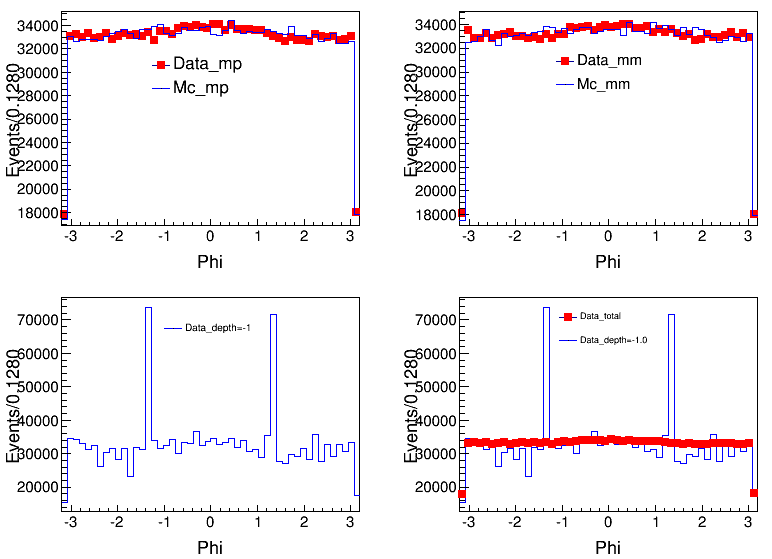 34000
32000
30000
28000
26000
24000
22000
20000
18000
Events/0.1280
Data_mp
Mc_mp
-3 -2 -1 0 1 2 3
Phi
34000
32000
30000
28000
26000
24000
22000
20000
18000
Events/0.1280
Data_mm
Mc_mm
-3 -2 -1 0 1 2 3
Phi
70000
60000
50000
40000
30000
20000
Events/0.1280
Data_depth=-1
-3 -2 -1 0 1 2 3
Phi
70000
60000
50000
40000
30000
20000
Events/0.1280
Data_total
Data_depth=-1.0
-3 -2 -1 0 1 2 3
Phi